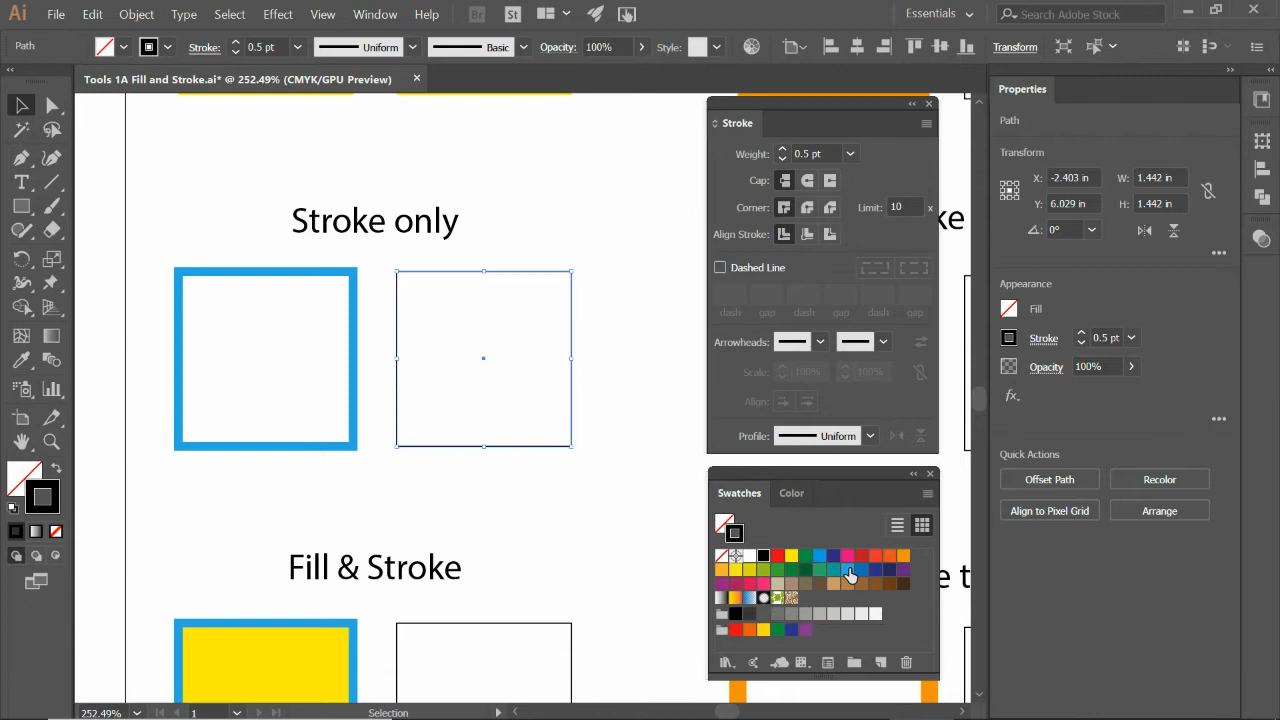 Ai File Edit Object Type Select Effect View Window Help Br St Essentials Search Adobe Stock
Path Stroke: 0.5 pt Uniform Basic Opacity: 100% Style: Transform
Tools 1A Fill and Stroke.ai* @ 252.49% (CMYK/GPU Preview)
Stroke only
Fill & Stroke
ke
e t
Stroke
Weight: 0.5 pt
Cap:
Corner: Limit: 10 x
Align Stroke:
Dashed Line
dash gap dash gap dash gap
Arrowheads:
Scale: 100% 100%
Align:
Profile: Uniform
Swatches Color
Properties
Path
Transform
X: -2.403 in W: 1.442 in
Y: 6.029 in H: 1.442 in
0°
Appearance
Fill
Stroke 0.5 pt
Opacity 100%
fx.
Quick Actions
Offset Path Recolor
Align to Pixel Grid Arrange
252.49% 1 Selection